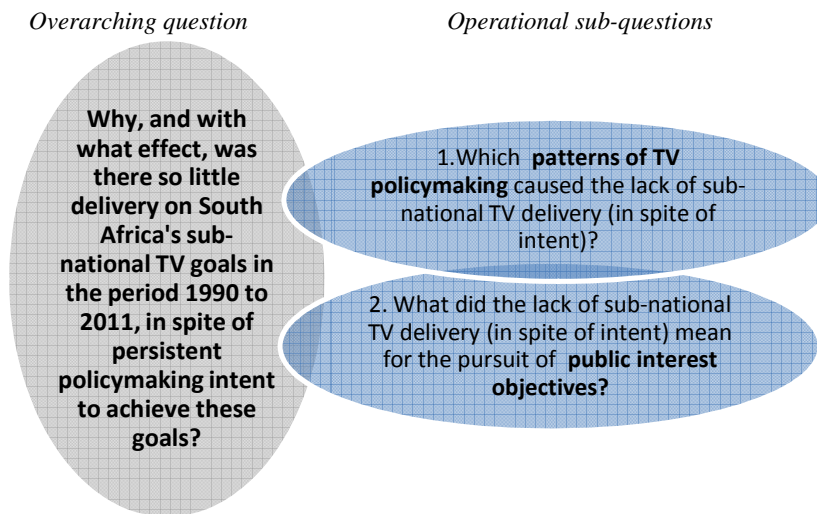 Overarching question
Operational sub-questions
Why, and with
what effect, was
there so little
delivery on South
Africa's sub-
national TV goals in
the period 1990 to
2011, in spite of
persistent
policymaking intent
to achieve these
goals?
1.Which patterns of TV
policymaking caused the lack of sub-
national TV delivery (in spite of
intent)?
2. What did the lack of sub-national
TV delivery (in spite of intent) mean
for the pursuit of public interest
objectives?